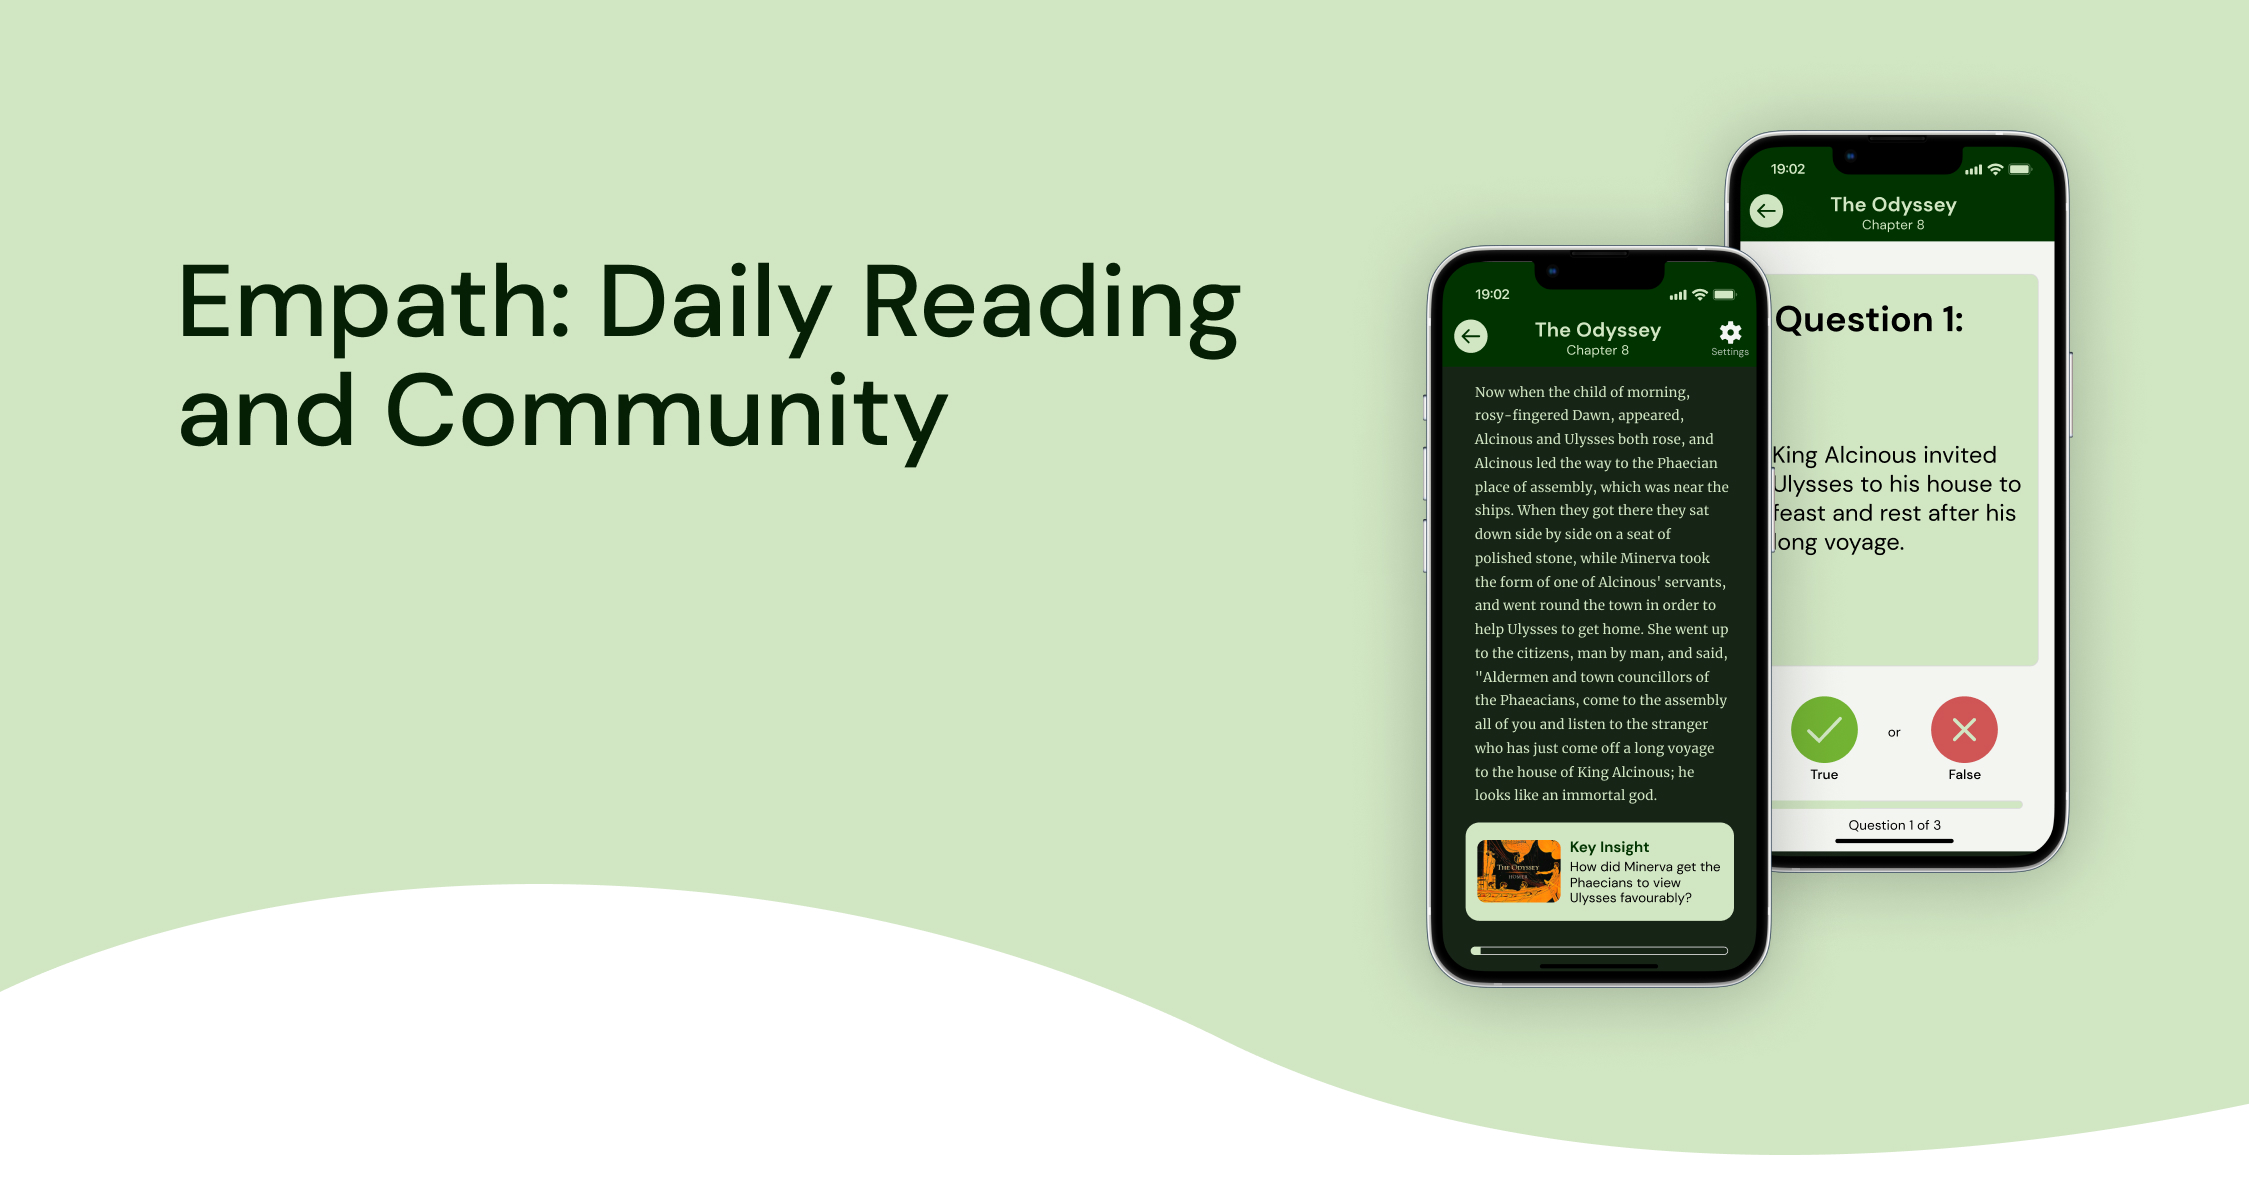 Empath: Daily Reading
and Community
19:02
The Odyssey
Chapter 8
Settings
Now when the child of morning,
rosy-fingered Dawn, appeared,
Alcinous and Ulysses both rose, and
Alcinous led the way to the Phaecian
place of assembly, which was near the
ships. When they got there they sat
down side by side on a seat of
polished stone, while Minerva took
the form of one of Alcinous' servants,
and went round the town in order to
help Ulysses to get home. She went up
to the citizens, man by man, and said,
"Aldermen and town councillors of
the Phaeacians, come to the assembly
all of you and listen to the stranger
who has just come off a long voyage
to the house of King Alcinous; he
looks like an immortal god.
THE ODYSSEY
HOMER
Key Insight
How did Minerva get the
Phaecians to view
Ulysses favourably?
19:02
The Odyssey
Chapter 8
Question 1:
King Alcinous invited
Ulysses to his house to
feast and rest after his
long voyage.
or
True
False
Question 1 of 3